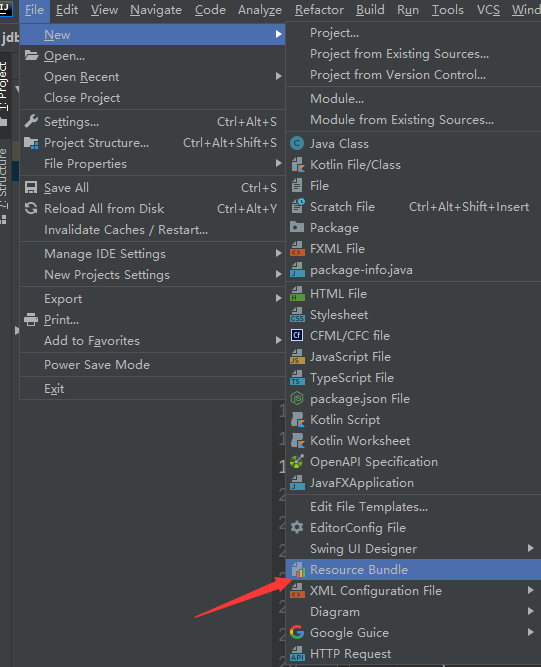 IJ
File Edit View Navigate Code Analyze Refactor Build Run Tools VCS Wind
jdb
1: Project
Z: Structure
New
Open...
Open Recent
Close Project
Settings... Ctrl+Alt+S
Project Structure... Ctrl+Alt+Shift+S
File Properties
Save All Ctrl+S
Reload All from Disk Ctrl+Alt+Y
Invalidate Caches / Restart...
Manage IDE Settings
New Projects Settings
Export
Print...
Add to Favorites
Power Save Mode
Exit
Project...
Project from Existing Sources...
Project from Version Control...
Module...
Module from Existing Sources...
Java Class
Kotlin File/Class
File
Scratch File Ctrl+Alt+Shift+Insert
Package
FXML File
package-info.java
HTML File
Stylesheet
CFML/CFC file
JavaScript File
TypeScript File
package.json File
Kotlin Script
Kotlin Worksheet
OpenAPI Specification
JavaFXApplication
Edit File Templates...
EditorConfig File
Swing UI Designer
Resource Bundle
XML Configuration File
Diagram
Google Guice
HTTP Request